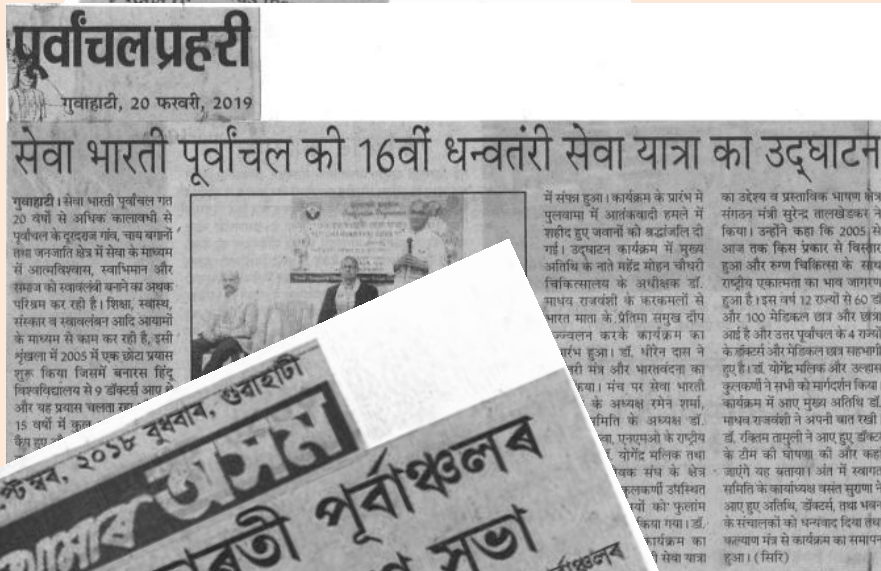 पूर्वांचल प्रहरी
गुवाहाटी, 20 फरवरी, 2019
सेवा भारती पूर्वांचल की 16वीं धन्वतंरी सेवा यात्रा का उद्घाटन
गुवाहाटी। सेवा भारती पूर्वांचल गत
20 वर्षों से अधिक कालावधी से
पूर्वांचल के दूरदराज गांव, चाय बगानों
तथा जनजाति क्षेत्र में सेवा के माध्यम
से आत्मविश्वास, स्वाभिमान और
समाज को स्वावलंबी बनाने का अथक
परिश्रम कर रही है। शिक्षा, स्वास्थ,
संस्कार व स्वावलंबन आदि आयामों
के माध्यम से काम कर रही है, इसी
शृंखला में 2005 में एक छोटा प्रयास
शुरू किया जिसमें बनारस हिंदू
विश्वविद्यालय से 9 डॉक्टर्स आए थे
और यह प्रयास चलता
15 वर्षों में कुल
कैंप हुए
में संपन्न हुआ। कार्यक्रम के प्रारंभ में
पुलवामा में आतंकवादी हमले में
शहीद हुए जवानों को श्रद्धांजलि दी
गई। उद्घाटन कार्यक्रम में मुख्य
अतिथि के नाते महेंद्र मोहन चौधरी
चिकित्सालय के अधीक्षक डॉ.
माधव राजवंशी के करकमलों से
भारत माता के प्रतिमा समुख दीप
प्रज्ज्वलन करके कार्यक्रम का
रंभ हुआ। डॉ. धीरेन दास ने
री मंत्र और भारतवंदना का
कया। मंच पर सेवा भारती
के अध्यक्ष रमेन शर्मा,
मिति के अध्यक्ष डॉ.
वा, एनएमओ के राष्ट्रीय
योगेंद्र मलिक तथा
वक संघ के क्षेत्र
कुलकर्णी उपस्थित
यों को फुलांम
किया गया। डॉ.
कार्यक्रम का
सेवा यात्रा
का उद्देश्य व प्रस्ताविक भाषण क्षेत्र
संगठन मंत्री सुरेन्द्र तालखेडकर ने
किया। उन्होंने कहा कि 2005 से
आज तक किस प्रकार से विस्तार
हुआ और रुग्ण चिकित्सा के साथ
राष्ट्रीय एकात्मता का भाव जागरण
हुआ है। इस वर्ष 12 राज्यों से 60 डॉ
और 100 मेडिकल छात्र और छात्रा
आई है और उत्तर पूर्वांचल के 4 राज्यों
के डॉक्टर्स और मेडिकल छात्र सहभागी
हुए है। डॉ. योगेंद्र मलिक और उल्हास
कुलकर्णी ने सभी को मार्गदर्शन किया।
कार्यक्रम में आए मुख्य अतिथि डॉ.
माधव राजवंशी ने अपनी बात रखी।
डॉ. रक्तिम तामुली ने आए हुए डॉक्टर
के टीम की घोषणा की और कहां
जाएंगे यह बताया। अंत में स्वागत
समिति के कार्याध्यक्ष वसंत सुराणा ने
आए हुए अतिथि, डॉक्टर्स, तथा भवन
के संचालकों को धन्यवाद दिया तथा
कल्याण मंत्र से कार्यक्रम का समापन
हुआ। (सिरि)
২০১৮ বুধবাৰ, গুৱাহাটী
আমাৰ অসম
ভাৰতী পূৰ্বাঞ্চলৰ
সভা